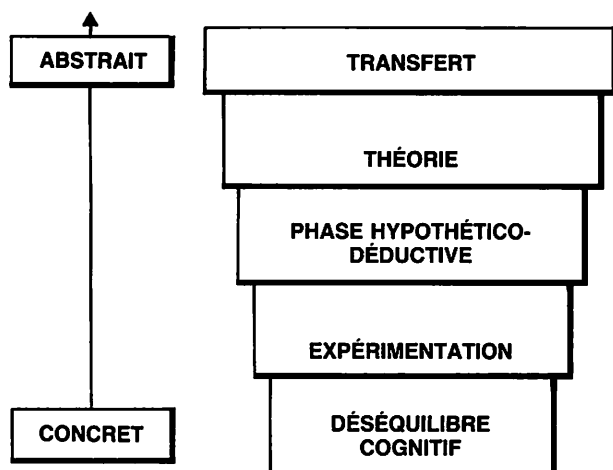 ABSTRAIT
TRANSFERT
THÉORIE
PHASE HYPOTHÉTICO-
DÉDUCTIVE
EXPÉRIMENTATION
CONCRET
DÉSÉQUILIBRE
COGNITIF